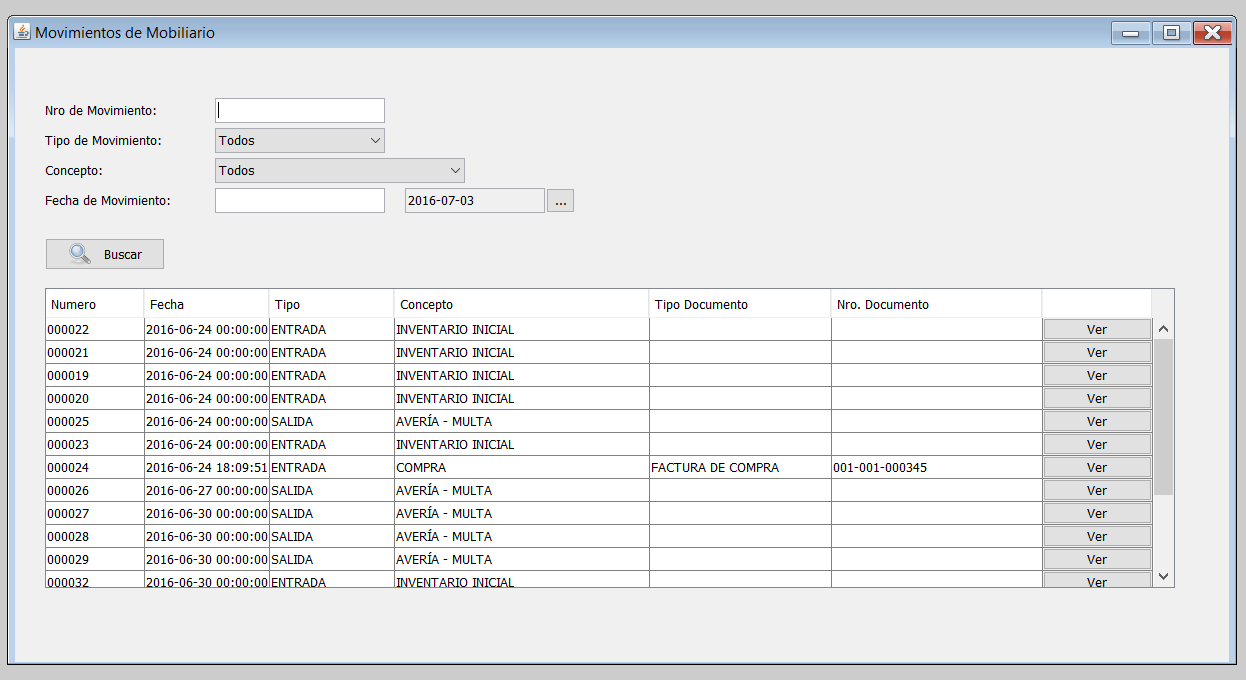 Movimientos de Mobiliario
Nro de Movimiento:
Tipo de Movimiento: Todos
Concepto: Todos
Fecha de Movimiento: 2016-07-03 ...
Buscar
Numero Fecha Tipo Concepto Tipo Documento Nro. Documento
000022 2016-06-24 00:00:00 ENTRADA INVENTARIO INICIAL Ver
000021 2016-06-24 00:00:00 ENTRADA INVENTARIO INICIAL Ver
000019 2016-06-24 00:00:00 ENTRADA INVENTARIO INICIAL Ver
000020 2016-06-24 00:00:00 ENTRADA INVENTARIO INICIAL Ver
000025 2016-06-24 00:00:00 SALIDA AVERÍA - MULTA Ver
000023 2016-06-24 00:00:00 ENTRADA INVENTARIO INICIAL Ver
000024 2016-06-24 18:09:51 ENTRADA COMPRA FACTURA DE COMPRA 001-001-000345 Ver
000026 2016-06-27 00:00:00 SALIDA AVERÍA - MULTA Ver
000027 2016-06-30 00:00:00 SALIDA AVERÍA - MULTA Ver
000028 2016-06-30 00:00:00 SALIDA AVERÍA - MULTA Ver
000029 2016-06-30 00:00:00 SALIDA AVERÍA - MULTA Ver
000032 2016-06-30 00:00:00 ENTRADA INVENTARIO INICIAL Ver